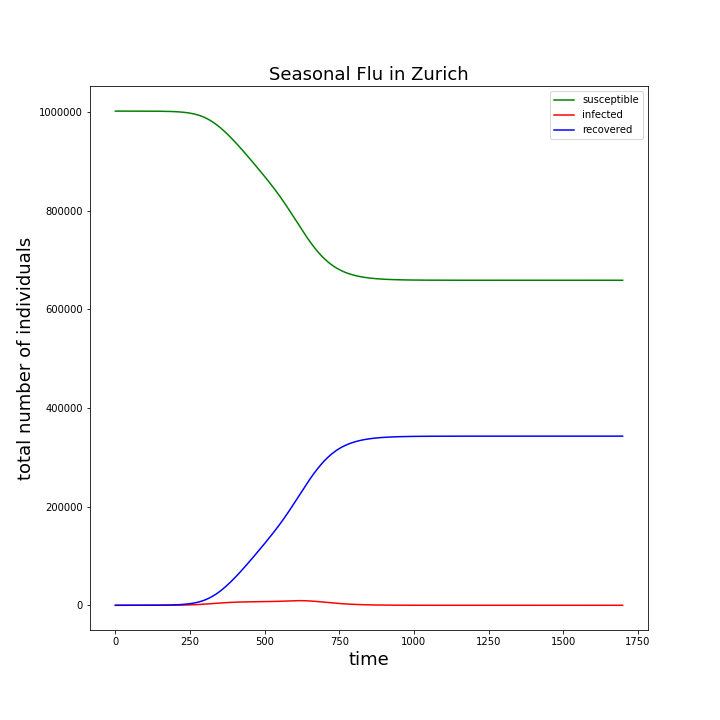 Seasonal Flu in Zurich
susceptible
infected
recovered
1000000
800000
600000
400000
200000
0
total number of individuals
0 250 500 750 1000 1250 1500 1750
time